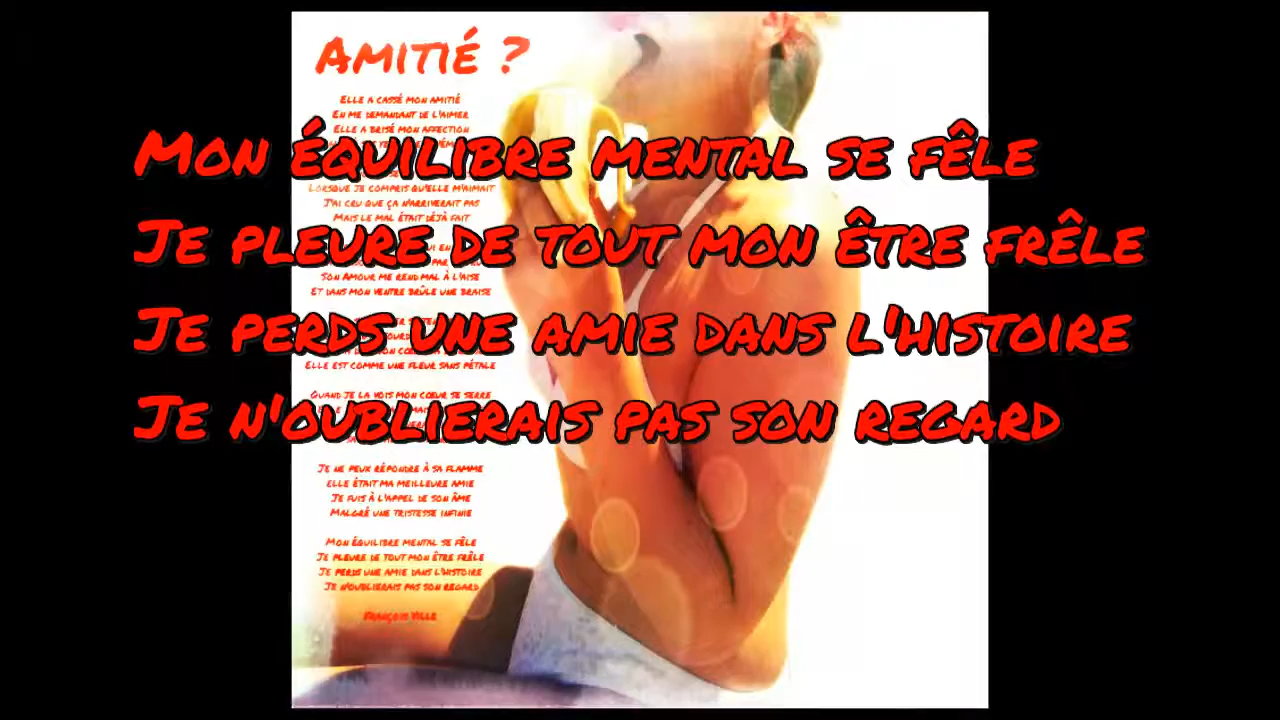 Amitié ?
Elle a cassé mon amitié
En me demandant de l'aimer
Elle a brisé mon affection
Mon équilibre mental se fêle
Lorsque je compris qu'elle m'aimait
J'ai cru que ça n'arriverait pas
Mais le mal était déjà fait
Je pleure de tout mon être frêle
Son Amour me rend mal à l'aise
Et dans mon ventre brûle une braise
Je perds une amie dans l'histoire
Elle est comme une fleur sans pétale
Quand je la vois mon cœur se serre
Je n'oublierais pas son regard
Je ne peux répondre à sa flamme
Elle était ma meilleure amie
Je fuis à l'appel de son âme
Malgré une tristesse infinie
Mon équilibre mental se fêle
Je pleure de tout mon être frêle
Je perds une amie dans l'histoire
Je n'oublierais pas son regard
François Ville